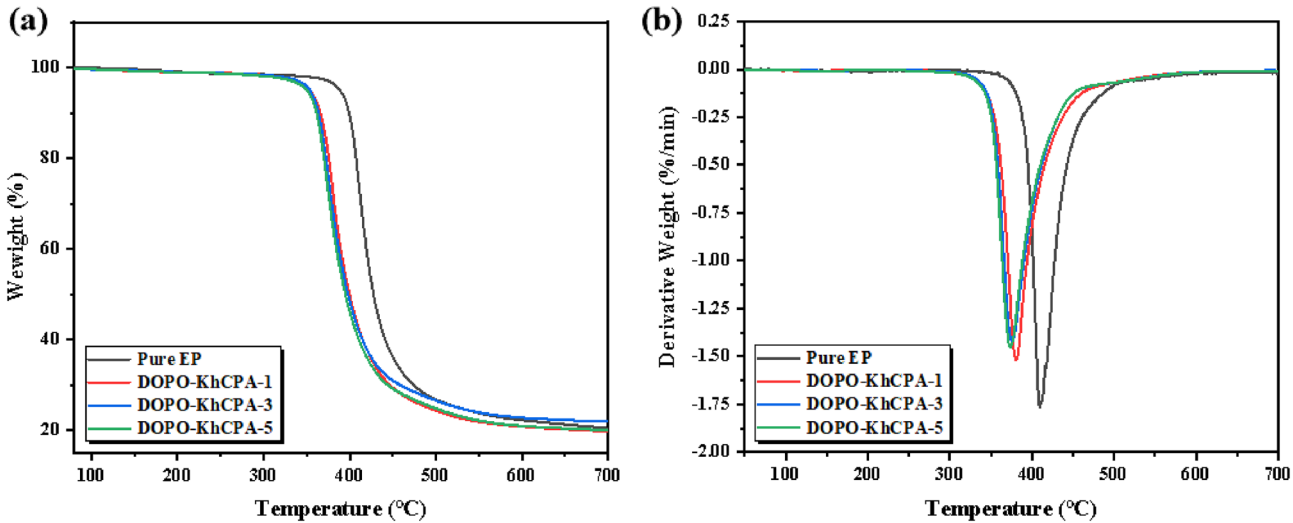 (a)
100
80
60
40
20
Wewight (%)
100
200
300
400
500
600
700
Temperature (°C)
Pure EP
DOPO-KhCPA-1
DOPO-KhCPA-3
DOPO-KhCPA-5
(b)
0.25
0.00
-0.25
-0.50
-0.75
-1.00
-1.25
-1.50
-1.75
-2.00
Derivative Weight (%/min)
100
200
300
400
500
600
700
Temperature (°C)
Pure EP
DOPO-KhCPA-1
DOPO-KhCPA-3
DOPO-KhCPA-5